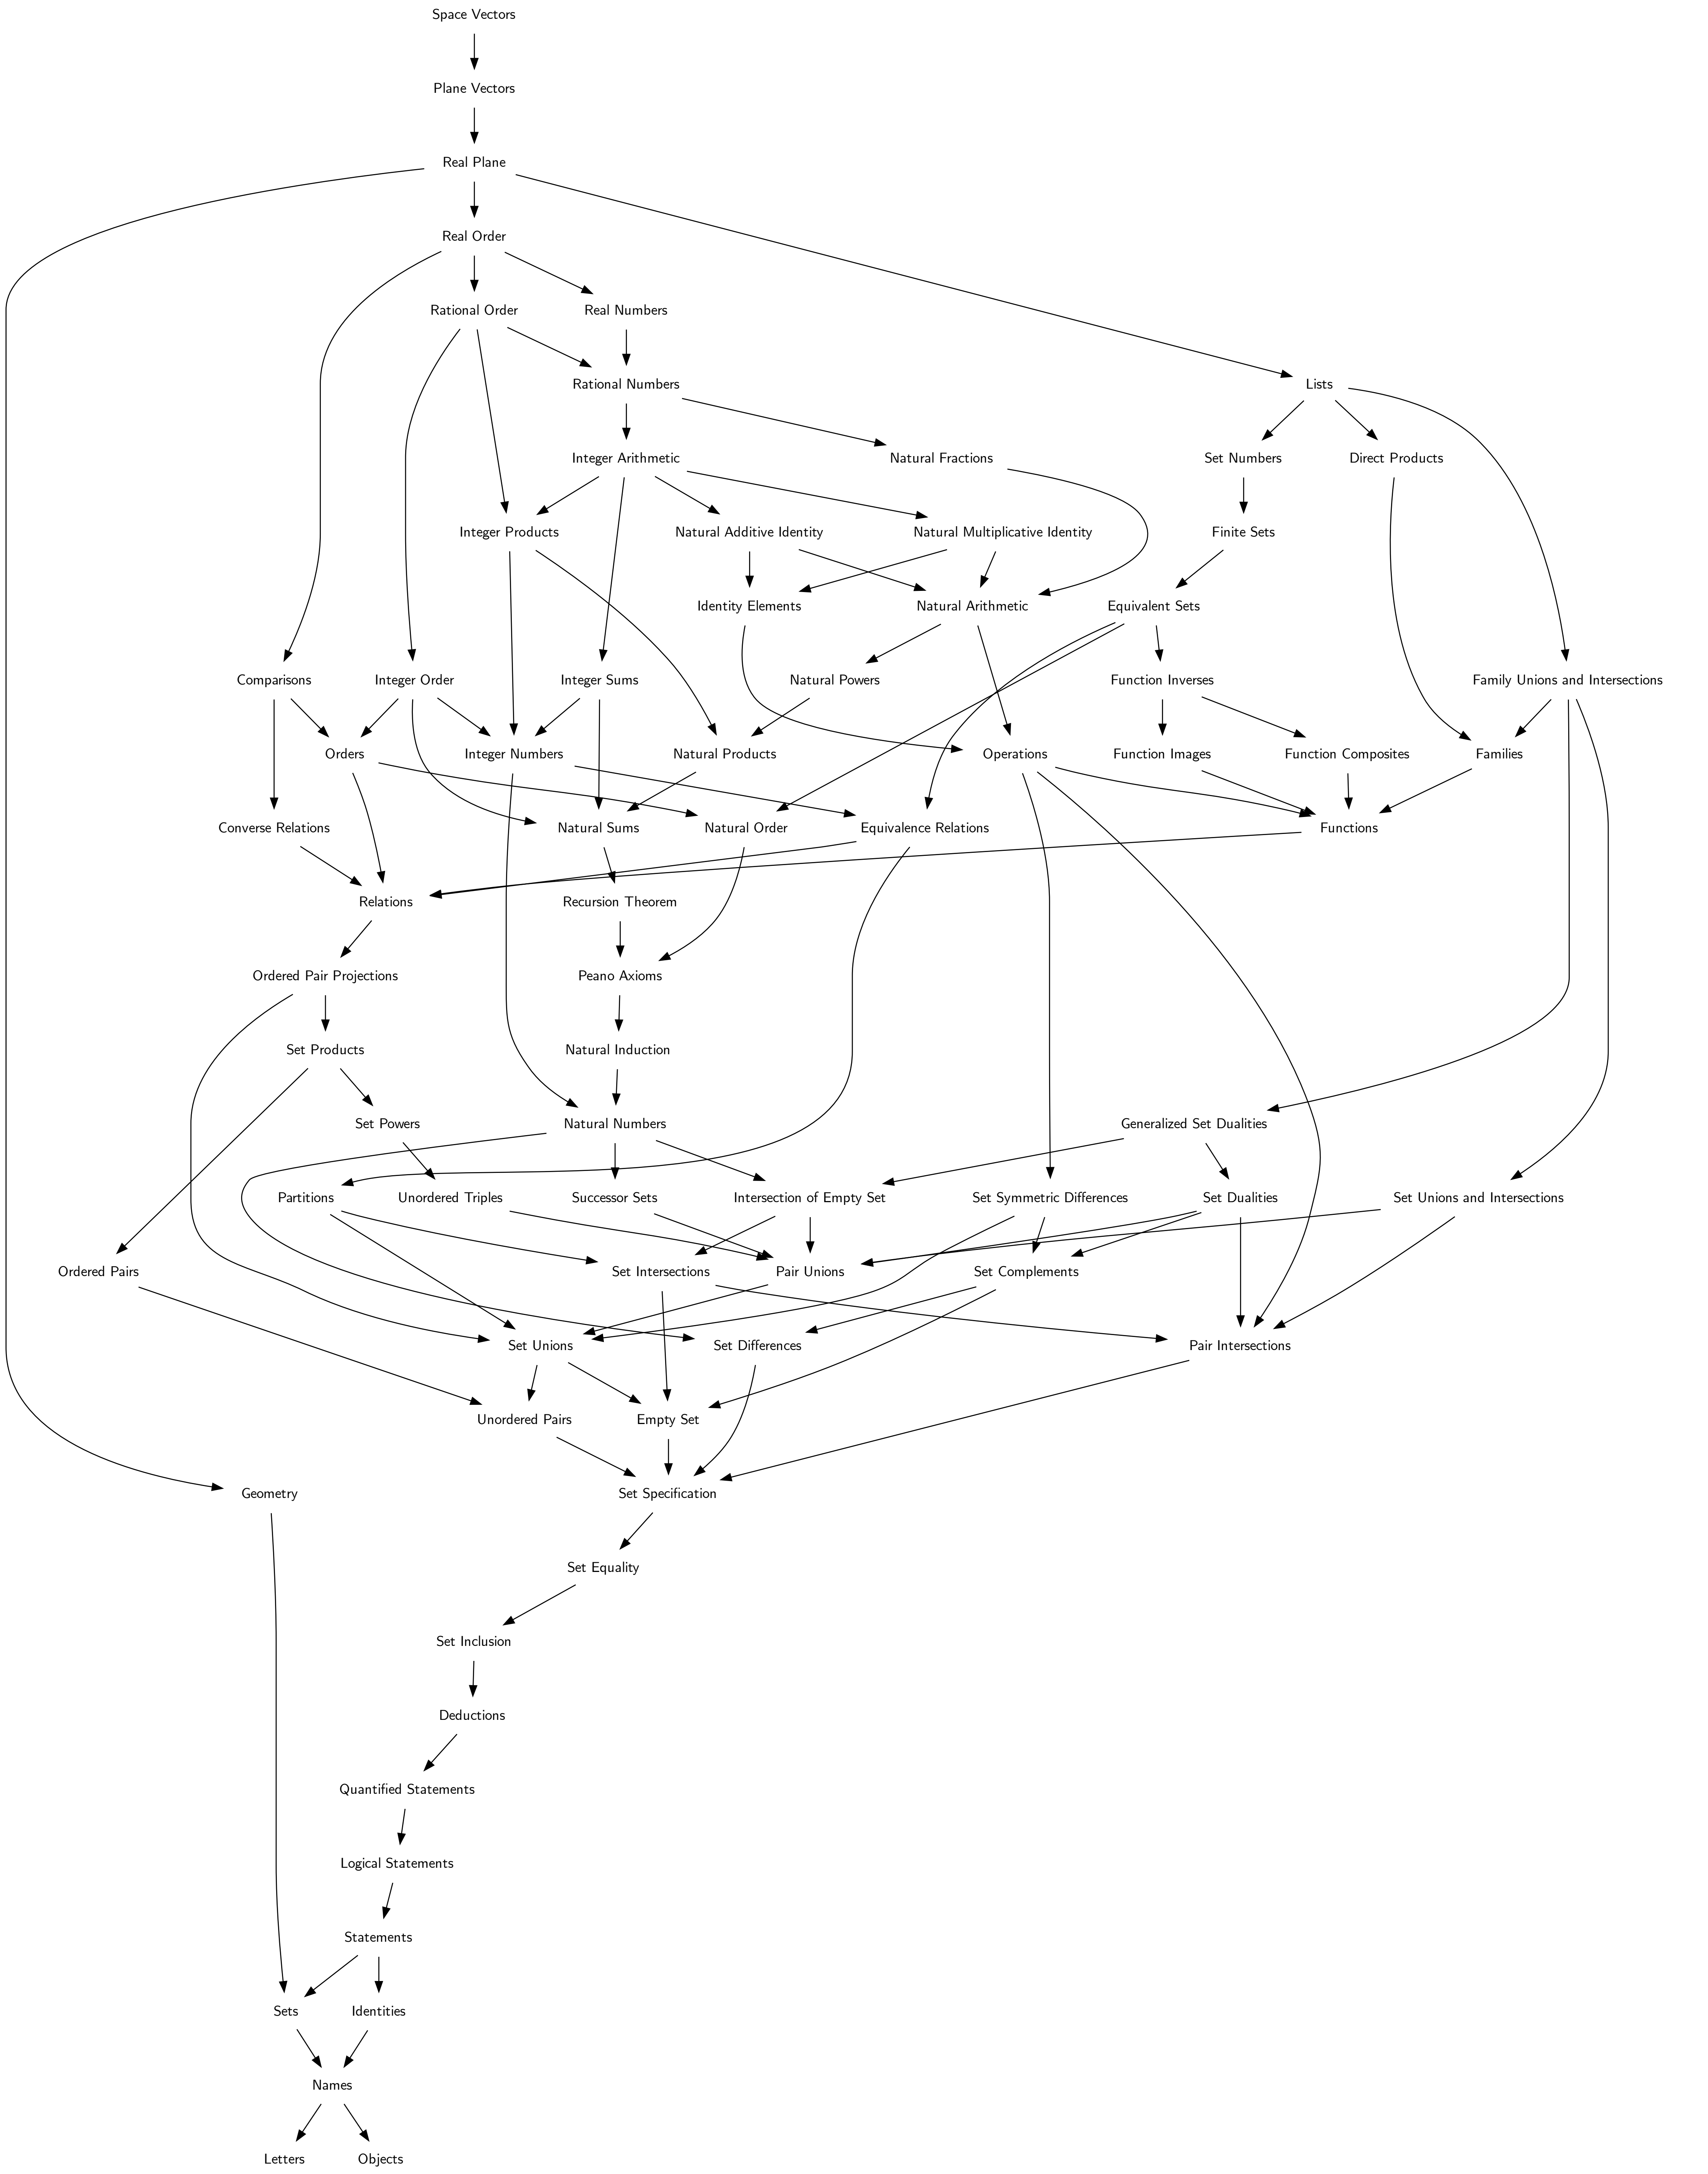 Space Vectors
Plane Vectors
Real Plane
Real Order
Rational Order
Real Numbers
Rational Numbers
Lists
Integer Arithmetic
Natural Fractions
Set Numbers
Direct Products
Integer Products
Natural Additive Identity
Natural Multiplicative Identity
Finite Sets
Identity Elements
Natural Arithmetic
Equivalent Sets
Comparisons
Integer Order
Integer Sums
Natural Powers
Function Inverses
Family Unions and Intersections
Orders
Integer Numbers
Natural Products
Operations
Function Images
Function Composites
Families
Converse Relations
Natural Sums
Natural Order
Equivalence Relations
Functions
Relations
Recursion Theorem
Ordered Pair Projections
Peano Axioms
Set Products
Natural Induction
Set Powers
Natural Numbers
Generalized Set Dualities
Partitions
Unordered Triples
Successor Sets
Intersection of Empty Set
Set Symmetric Differences
Set Dualities
Set Unions and Intersections
Ordered Pairs
Set Intersections
Pair Unions
Set Complements
Set Unions
Set Differences
Pair Intersections
Unordered Pairs
Empty Set
Geometry
Set Specification
Set Equality
Set Inclusion
Deductions
Quantified Statements
Logical Statements
Statements
Sets
Identities
Names
Letters
Objects